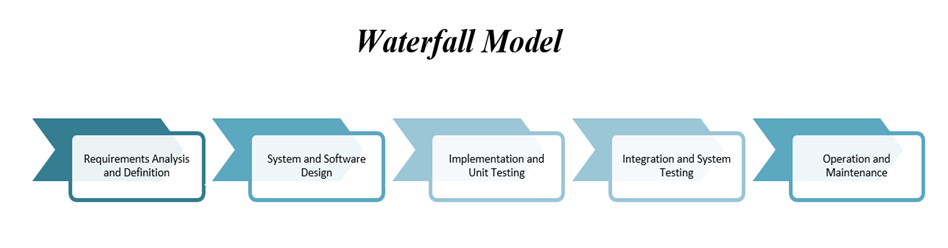 Waterfall Model
Requirements Analysis
and Definition
System and Software
Design
Implementation and
Unit Testing
Integration and System
Testing
Operation and
Maintenance